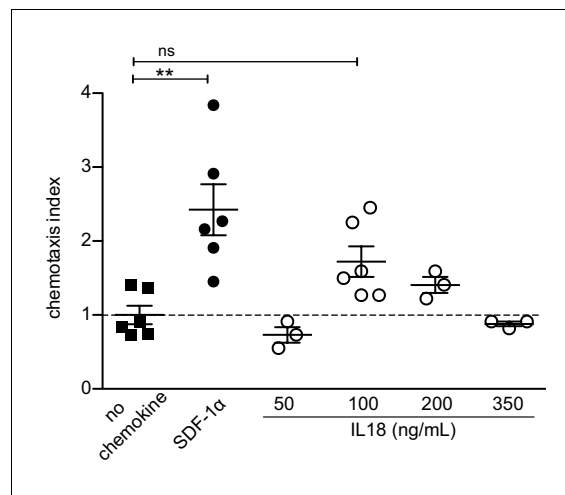 ns
**
4
3
2
1
0
chemotaxis index
no
chemokine
SDF-1α
50 100 200 350
IL18 (ng/mL)